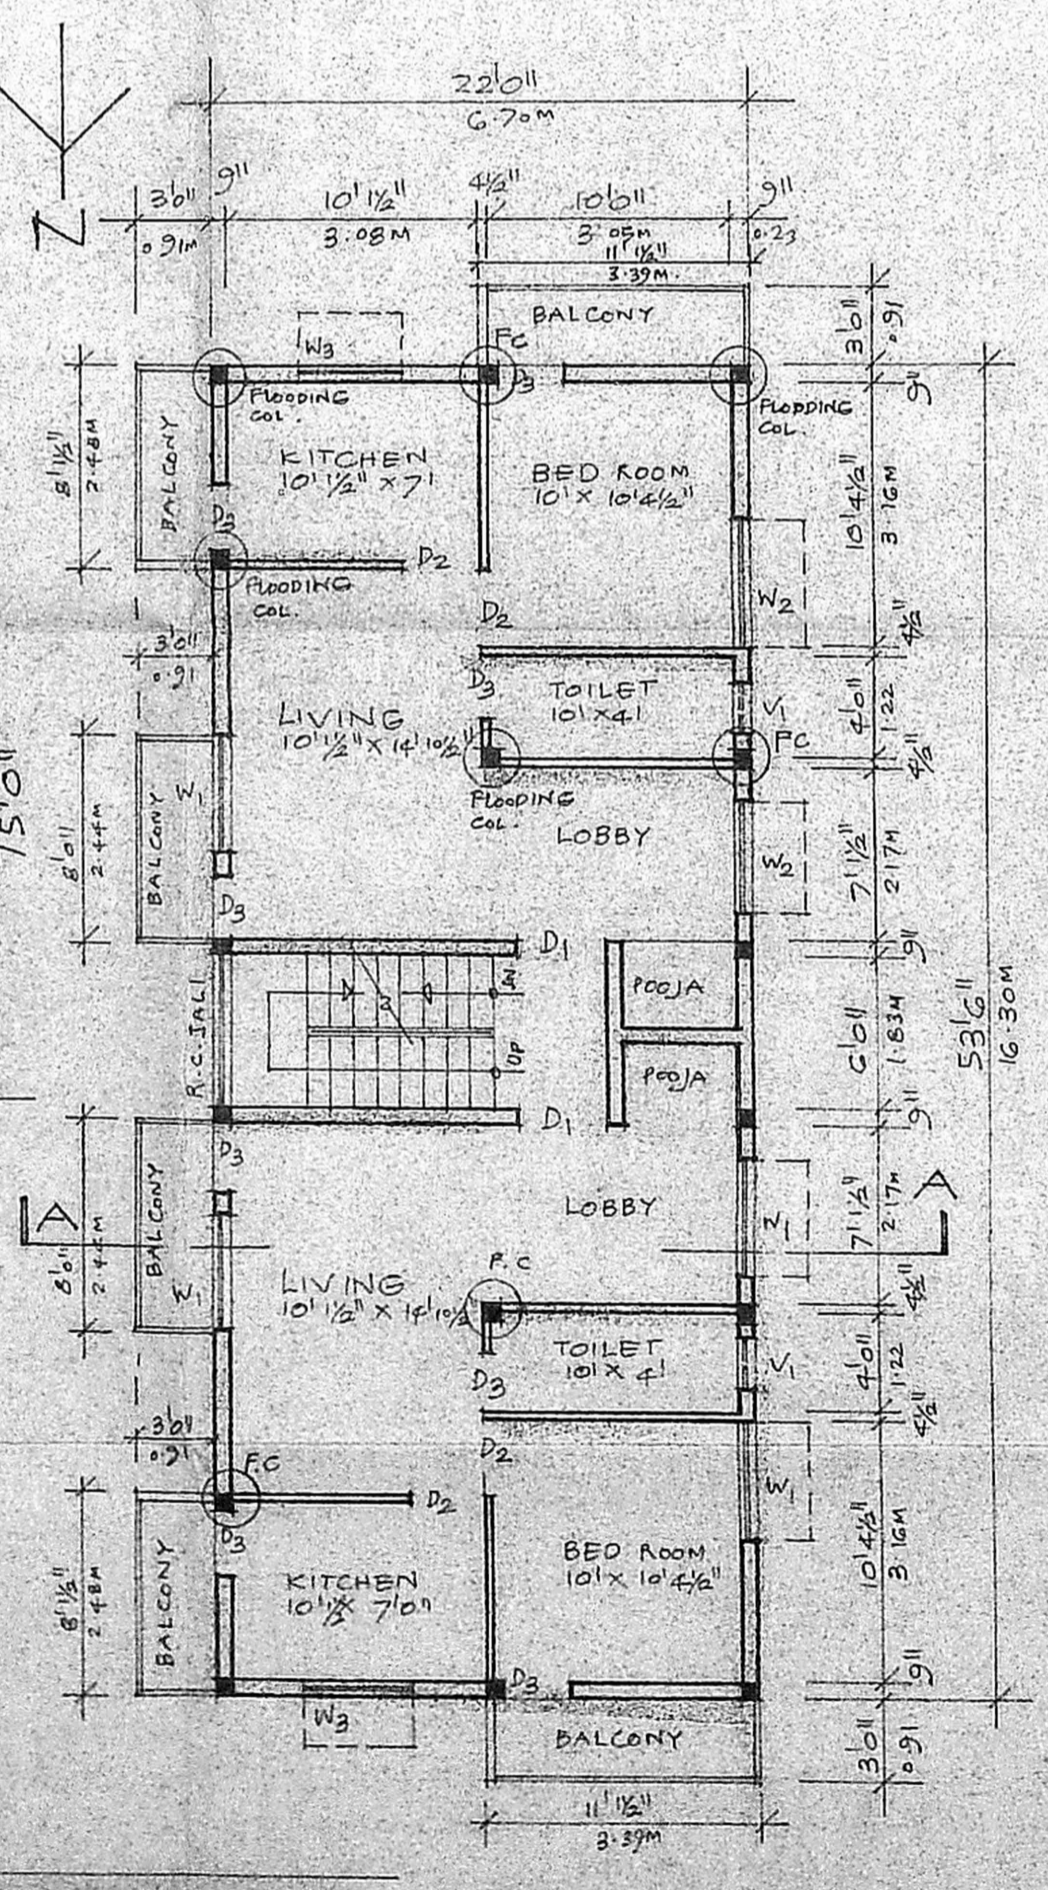 22'0"
6.70M
3'0"
9"
10'1½"
4½"
10'0"
9"
0.91M
3.08M
3.05M
0.23
11'1½"
3.39M.
N
BALCONY
3'0"
0.91
FC
W3
D3
9"
FLOODING
COL.
FLOODING
COL.
8'1½"
2.48M
BALCONY
KITCHEN
10'1½" X 7'
BED ROOM
10' X 10'4½"
10'4½"
3.16M
D3
D2
FLOODING
COL.
W2
D2
4½"
3'0"
0.91
D3
TOILET
10' X 4'
V1
4'0"
1.22
LIVING
10'1½" X 14'10½"
FC
4½"
15'0"
FLOODING
COL.
LOBBY
8'0"
2.44M
BALCONY
W1
W2
7'1½"
2.17M
D3
D1
9"
R.C. JALI
DN
UP
POOJA
POOJA
6'0"
1.83M
53'6"
16.30M
D1
9"
D3
A
A
8'0"
2.44M
BALCONY
W1
LOBBY
W1
7'1½"
2.17M
F.C
LIVING
10'1½" X 14'10½"
4½"
TOILET
10' X 4'
V1
4'0"
1.22
D3
4½"
3'0"
0.91
D2
F.C
D2
W1
D3
8'1½"
2.48M
BALCONY
KITCHEN
10'1½ X 7'0"
BED ROOM
10' X 10'4½"
10'4½"
3.16M
D3
9"
W3
BALCONY
3'0"
0.91
11'1½"
3.39M